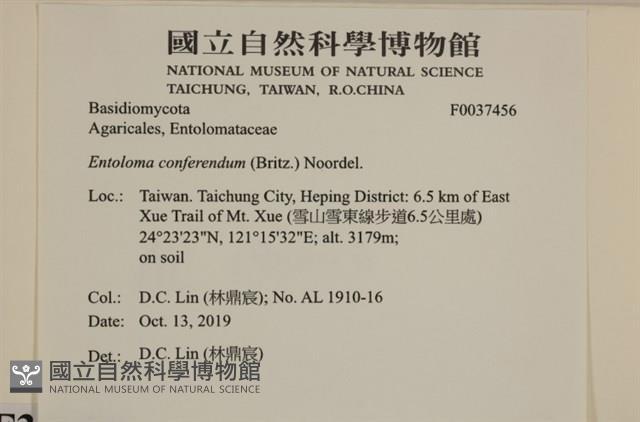 國立自然科學博物館
NATIONAL MUSEUM OF NATURAL SCIENCE
TAICHUNG, TAIWAN, R.O.CHINA
Basidiomycota F0037456
Agaricales, Entolomataceae
Entoloma conferendum (Britz.) Noordel.
Loc.: Taiwan. Taichung City, Heping District: 6.5 km of East
Xue Trail of Mt. Xue (雪山雪東線步道6.5公里處)
24°23'23"N, 121°15'32"E; alt. 3179m;
on soil
Col.: D.C. Lin (林鼎宸); No. AL 1910-16
Date: Oct. 13, 2019
Det.: D.C. Lin (林鼎宸)
國立自然科學博物館
NATIONAL MUSEUM OF NATURAL SCIENCE